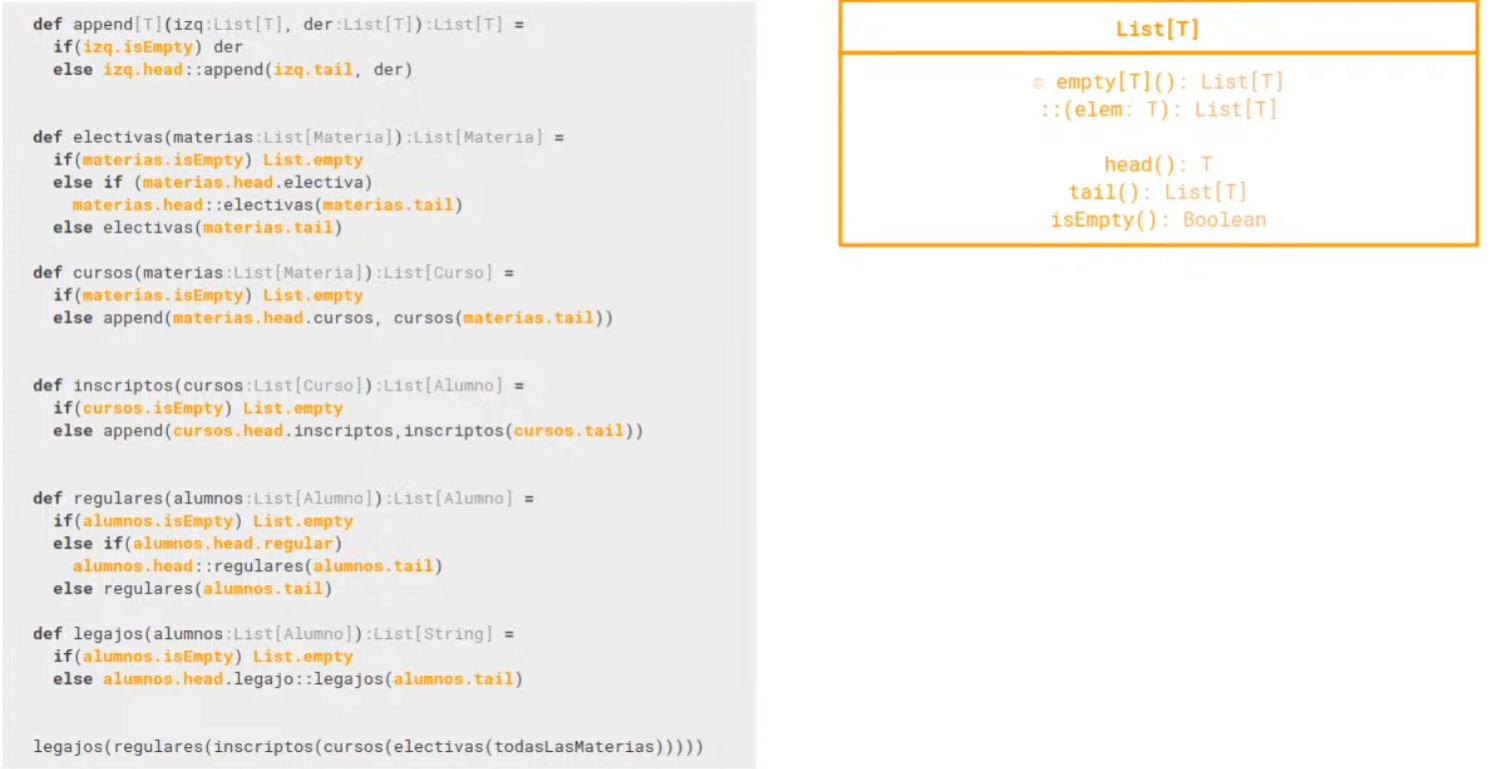 def append[T](izq:List[T], der:List[T]):List[T] =
if(izq.isEmpty) der
else izq.head::append(izq.tail, der)
def electivas(materias:List[Materia]):List[Materia] =
if(materias.isEmpty) List.empty
else if (materias.head.electiva)
materias.head::electivas(materias.tail)
else electivas(materias.tail)
def cursos(materias:List[Materia]):List[Curso] =
if(materias.isEmpty) List.empty
else append(materias.head.cursos, cursos(materias.tail))
def inscriptos(cursos:List[Curso]):List[Alumno] =
if(cursos.isEmpty) List.empty
else append(cursos.head.inscriptos,inscriptos(cursos.tail))
def regulares(alumnos:List[Alumno]):List[Alumno] =
if(alumnos.isEmpty) List.empty
else if(alumnos.head.regular)
alumnos.head::regulares(alumnos.tail)
else regulares(alumnos.tail)
def legajos(alumnos:List[Alumno]):List[String] =
if(alumnos.isEmpty) List.empty
else alumnos.head.legajo::legajos(alumnos.tail)
legajos(regulares(inscriptos(cursos(electivas(todasLasMaterias)))))
List[T]
empty[T](): List[T]
::(elem: T): List[T]
head(): T
tail(): List[T]
isEmpty(): Boolean